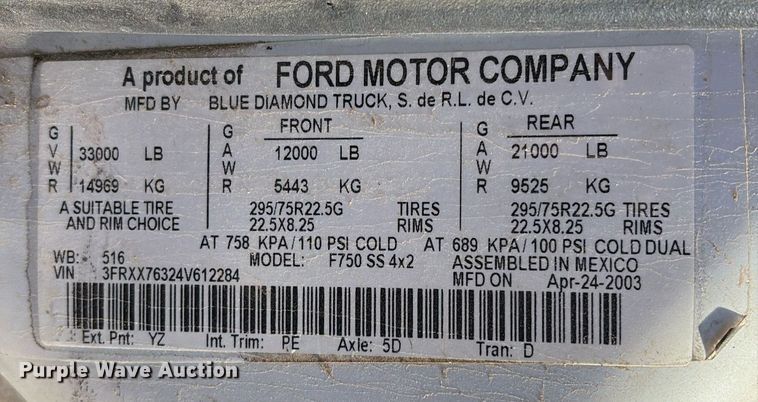 A product of FORD MOTOR COMPANY
MFD BY BLUE DIAMOND TRUCK, S. de R.L. de C.V.
GVWR 33000 LB 14969 KG
GAWR FRONT 12000 LB 5443 KG
GAWR REAR 21000 LB 9525 KG
A SUITABLE TIRE 295/75R22.5G TIRES 295/75R22.5G TIRES
AND RIM CHOICE 22.5X8.25 RIMS 22.5X8.25 RIMS
AT 758 KPA/110 PSI COLD AT 689 KPA/100 PSI COLD DUAL
WB: 516 MODEL: F750 SS 4x2 ASSEMBLED IN MEXICO
VIN 3FRXX76324V612284 MFD ON Apr-24-2003
Ext. Pnt: YZ Int. Trim: PE Axle: 5D Tran: D
Purple Wave Auction